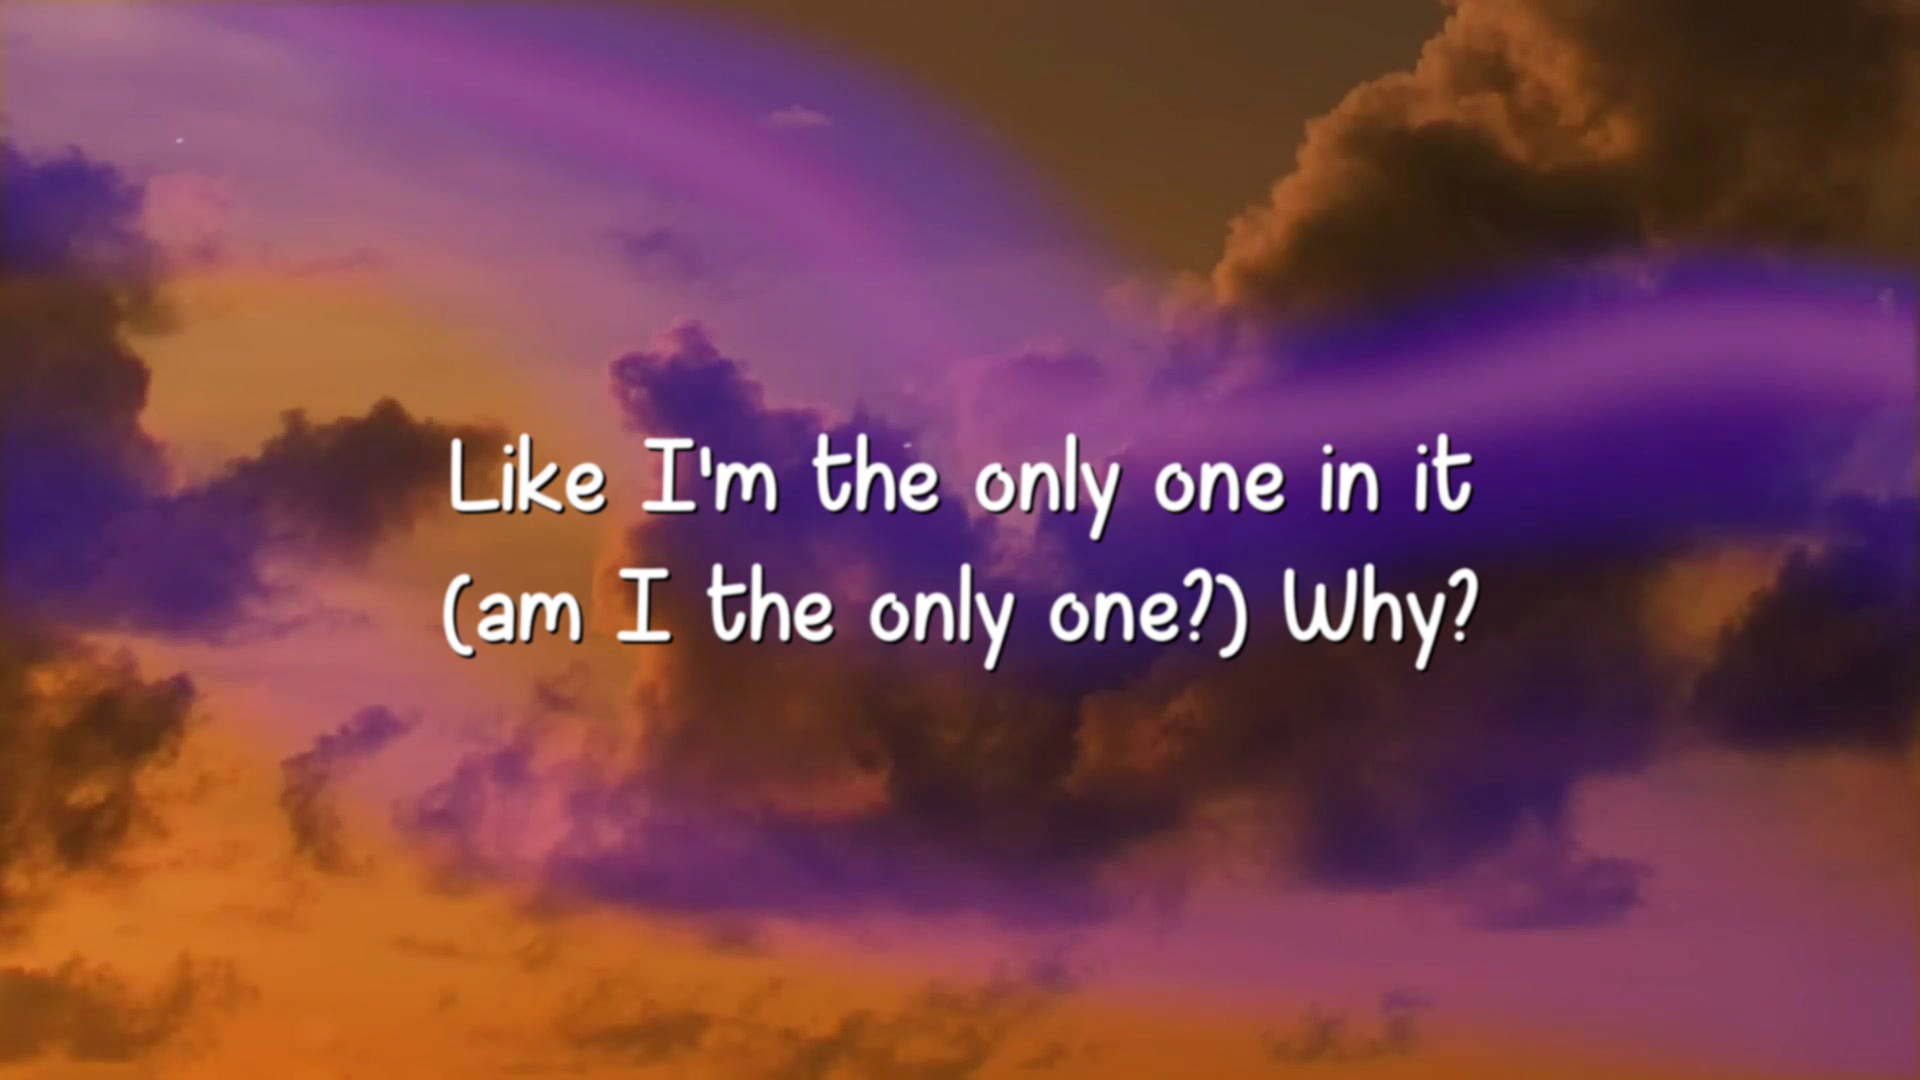 Like I'm the only one in it
(am I the only one?) Why?